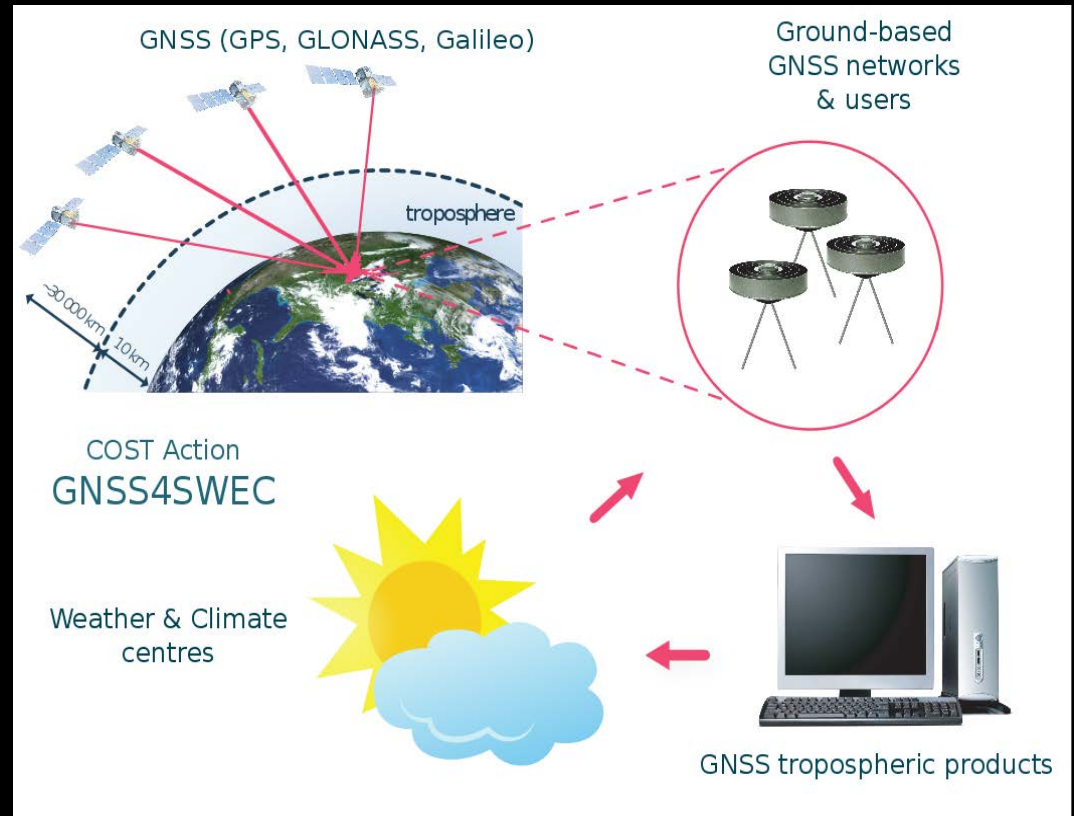 GNSS (GPS, GLONASS, Galileo)
Ground-based
GNSS networks
& users
troposphere
~30 000 km
10 km
COST Action
GNSS4SWEC
Weather & Climate
centres
GNSS tropospheric products